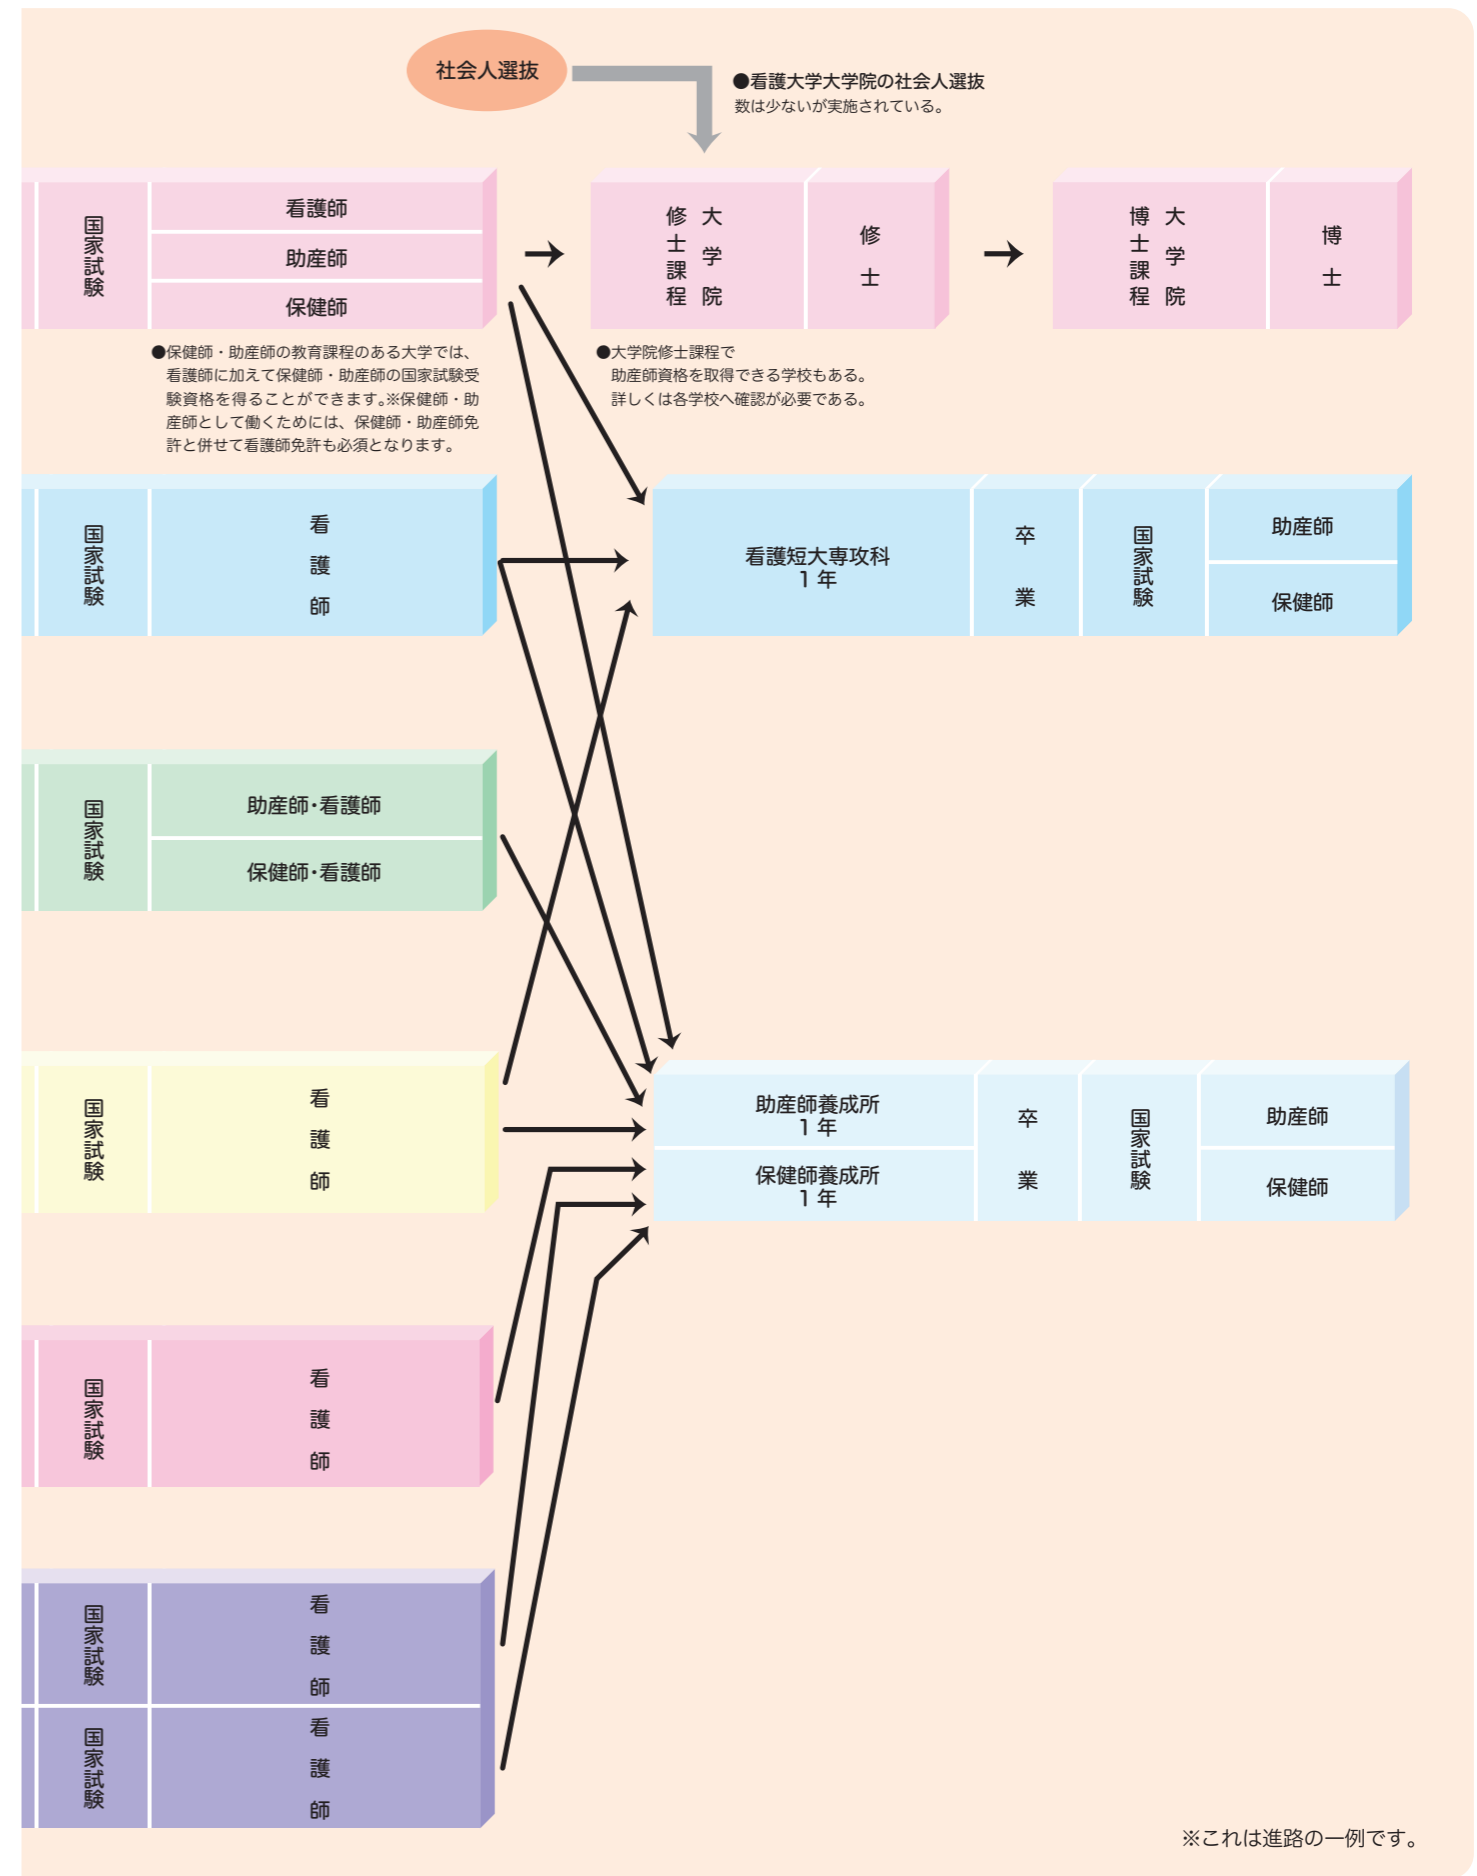 社会人選抜
●看護大学大学院の社会人選抜
数は少ないが実施されている。
国家試験
看護師
助産師
保健師
大学院
修士課程
修士
大学院
博士課程
博士
●保健師・助産師の教育課程のある大学では、
看護師に加えて保健師・助産師の国家試験受
験資格を得ることができます。※保健師・助
産師として働くためには、保健師・助産師免
許と併せて看護師免許も必須となります。
●大学院修士課程で
助産師資格を取得できる学校もある。
詳しくは各学校へ確認が必要である。
国家試験
看護師
看護短大専攻科
1年
卒業
国家試験
助産師
保健師
国家試験
助産師・看護師
保健師・看護師
国家試験
看護師
助産師養成所
1年
保健師養成所
1年
卒業
国家試験
助産師
保健師
国家試験
看護師
国家試験
看護師
国家試験
看護師
※これは進路の一例です。